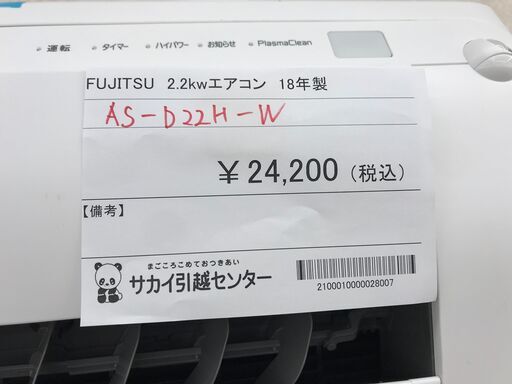 運転 タイマー ハイパワー お知らせ PlasmaClean
FUJITSU 2.2kwエアコン 18年製
AS-D22H-W
¥24,200(税込)
【備考】
まごころこめておつきあい
サカイ引越センター
2100010000028007